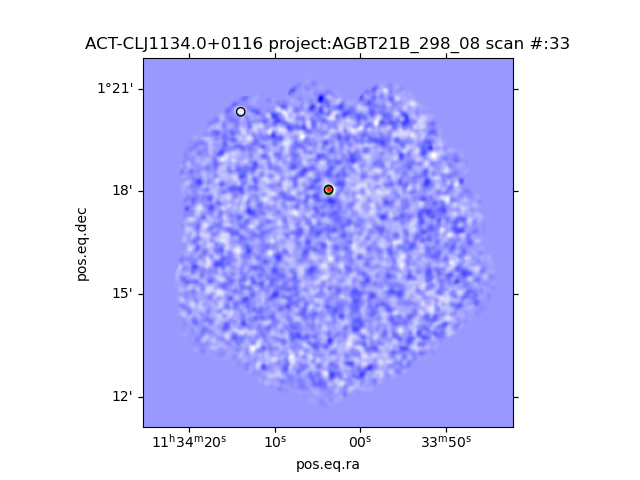 ACT-CLJ1134.0+0116 project:AGBT21B_298_08 scan #:33
1°21'
18'
15'
12'
pos.eq.dec
11ʰ34ᵐ20ˢ 10ˢ 00ˢ 33ᵐ50ˢ
pos.eq.ra